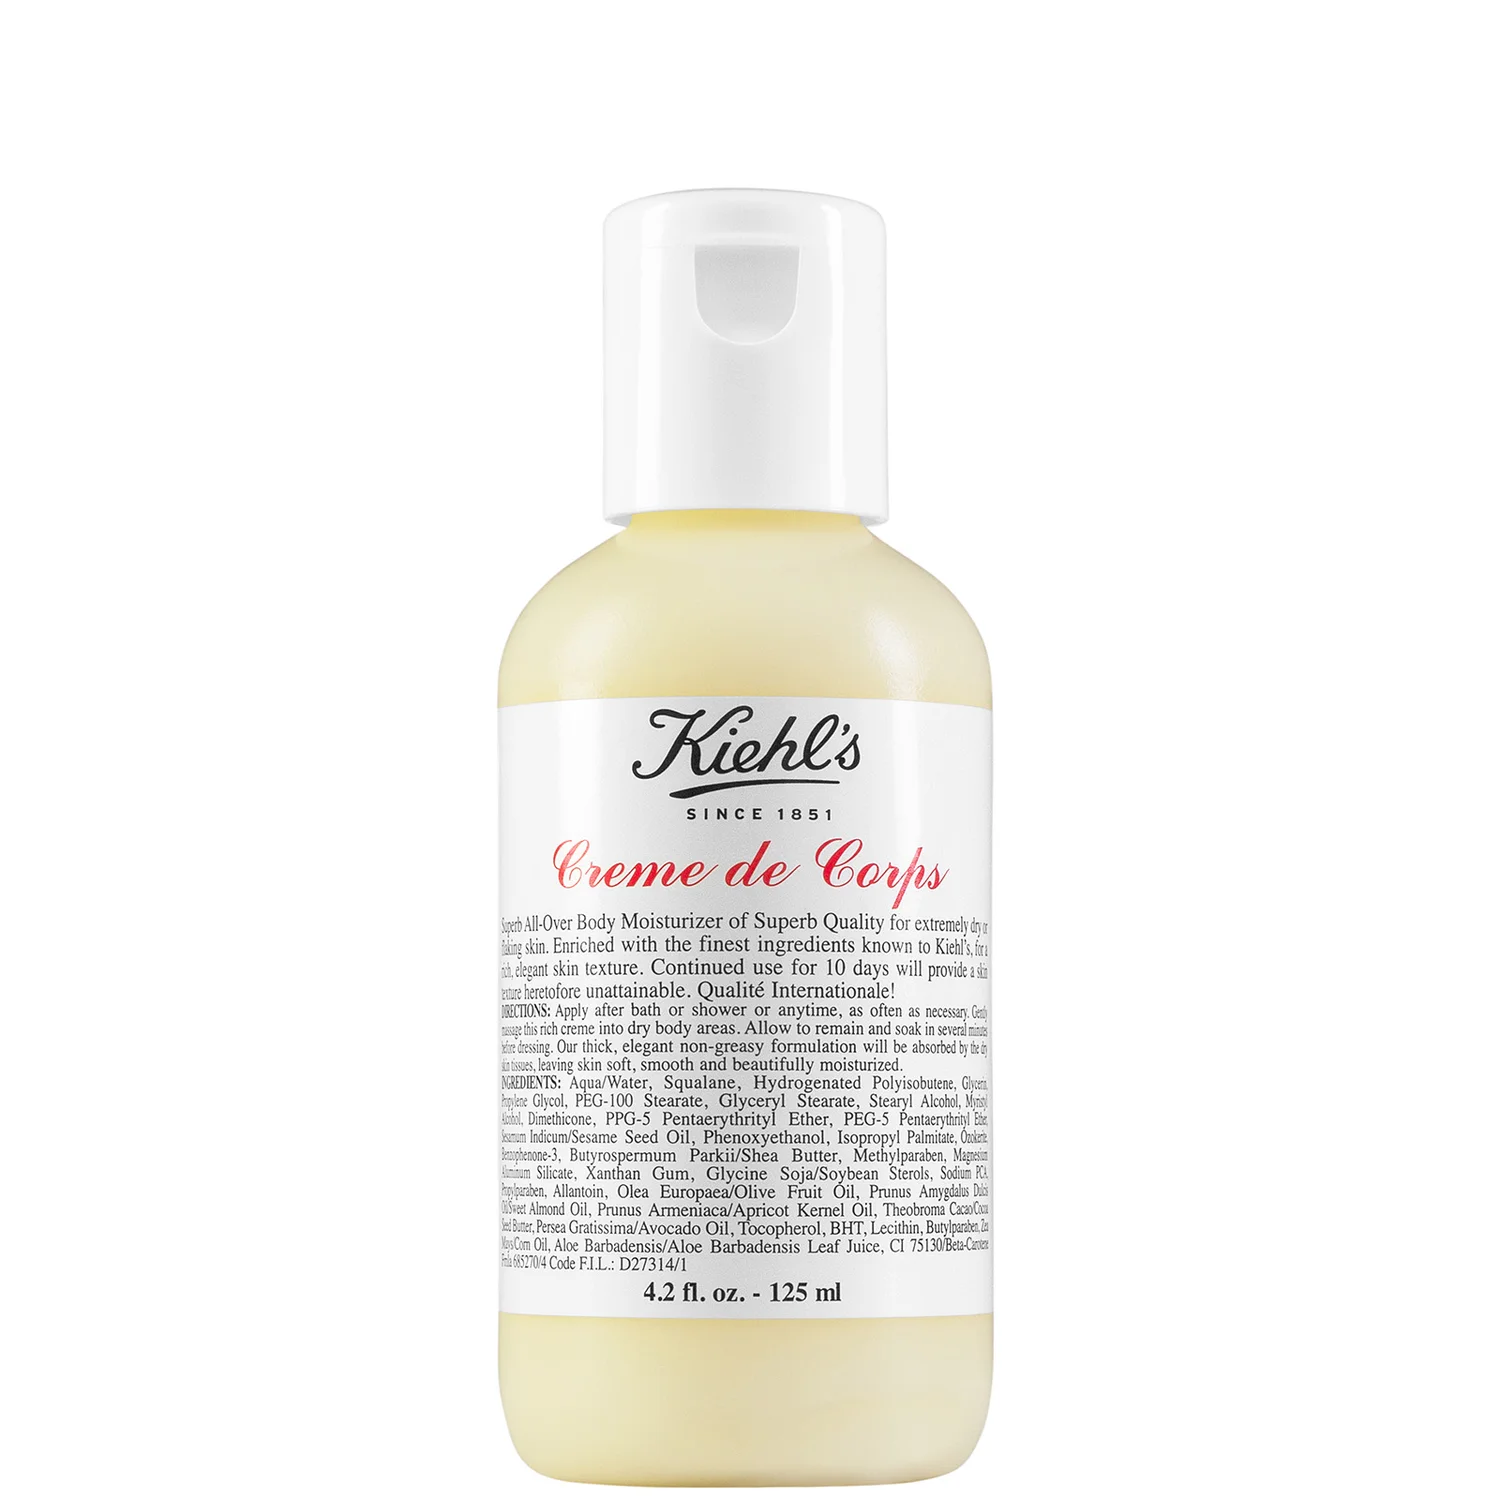 Kiehl's
SINCE 1851
Creme de Corps
Superb All-Over Body Moisturizer of Superb Quality for extremely dry or
flaking skin. Enriched with the finest ingredients known to Kiehl's, for a
rich, elegant skin texture. Continued use for 10 days will provide a skin
texture heretofore unattainable. Qualité Internationale!
DIRECTIONS: Apply after bath or shower or anytime, as often as necessary. Gently
massage this rich creme into dry body areas. Allow to remain and soak in several minutes
before dressing. Our thick, elegant non-greasy formulation will be absorbed by the dry
skin tissues, leaving skin soft, smooth and beautifully moisturized.
INGREDIENTS: Aqua/Water, Squalane, Hydrogenated Polyisobutene, Glycerin,
Propylene Glycol, PEG-100 Stearate, Glyceryl Stearate, Stearyl Alcohol, Myristyl
Alcohol, Dimethicone, PPG-5 Pentaerythrityl Ether, PEG-5 Pentaerythrityl Ether,
Sesamum Indicum/Sesame Seed Oil, Phenoxyethanol, Isopropyl Palmitate, Ozokerite,
Benzophenone-3, Butyrospermum Parkii/Shea Butter, Methylparaben, Magnesium
Aluminum Silicate, Xanthan Gum, Glycine Soja/Soybean Sterols, Sodium PCA,
Propylparaben, Allantoin, Olea Europaea/Olive Fruit Oil, Prunus Amygdalus Dulcis
Oil/Sweet Almond Oil, Prunus Armeniaca/Apricot Kernel Oil, Theobroma Cacao/Cocoa
Seed Butter, Persea Gratissima/Avocado Oil, Tocopherol, BHT, Lecithin, Butylparaben, Zea
Mays/Corn Oil, Aloe Barbadensis/Aloe Barbadensis Leaf Juice, CI 75130/Beta-Carotene
Fmla 685270/4 Code F.I.L.: D27314/1
4.2 fl. oz. - 125 ml